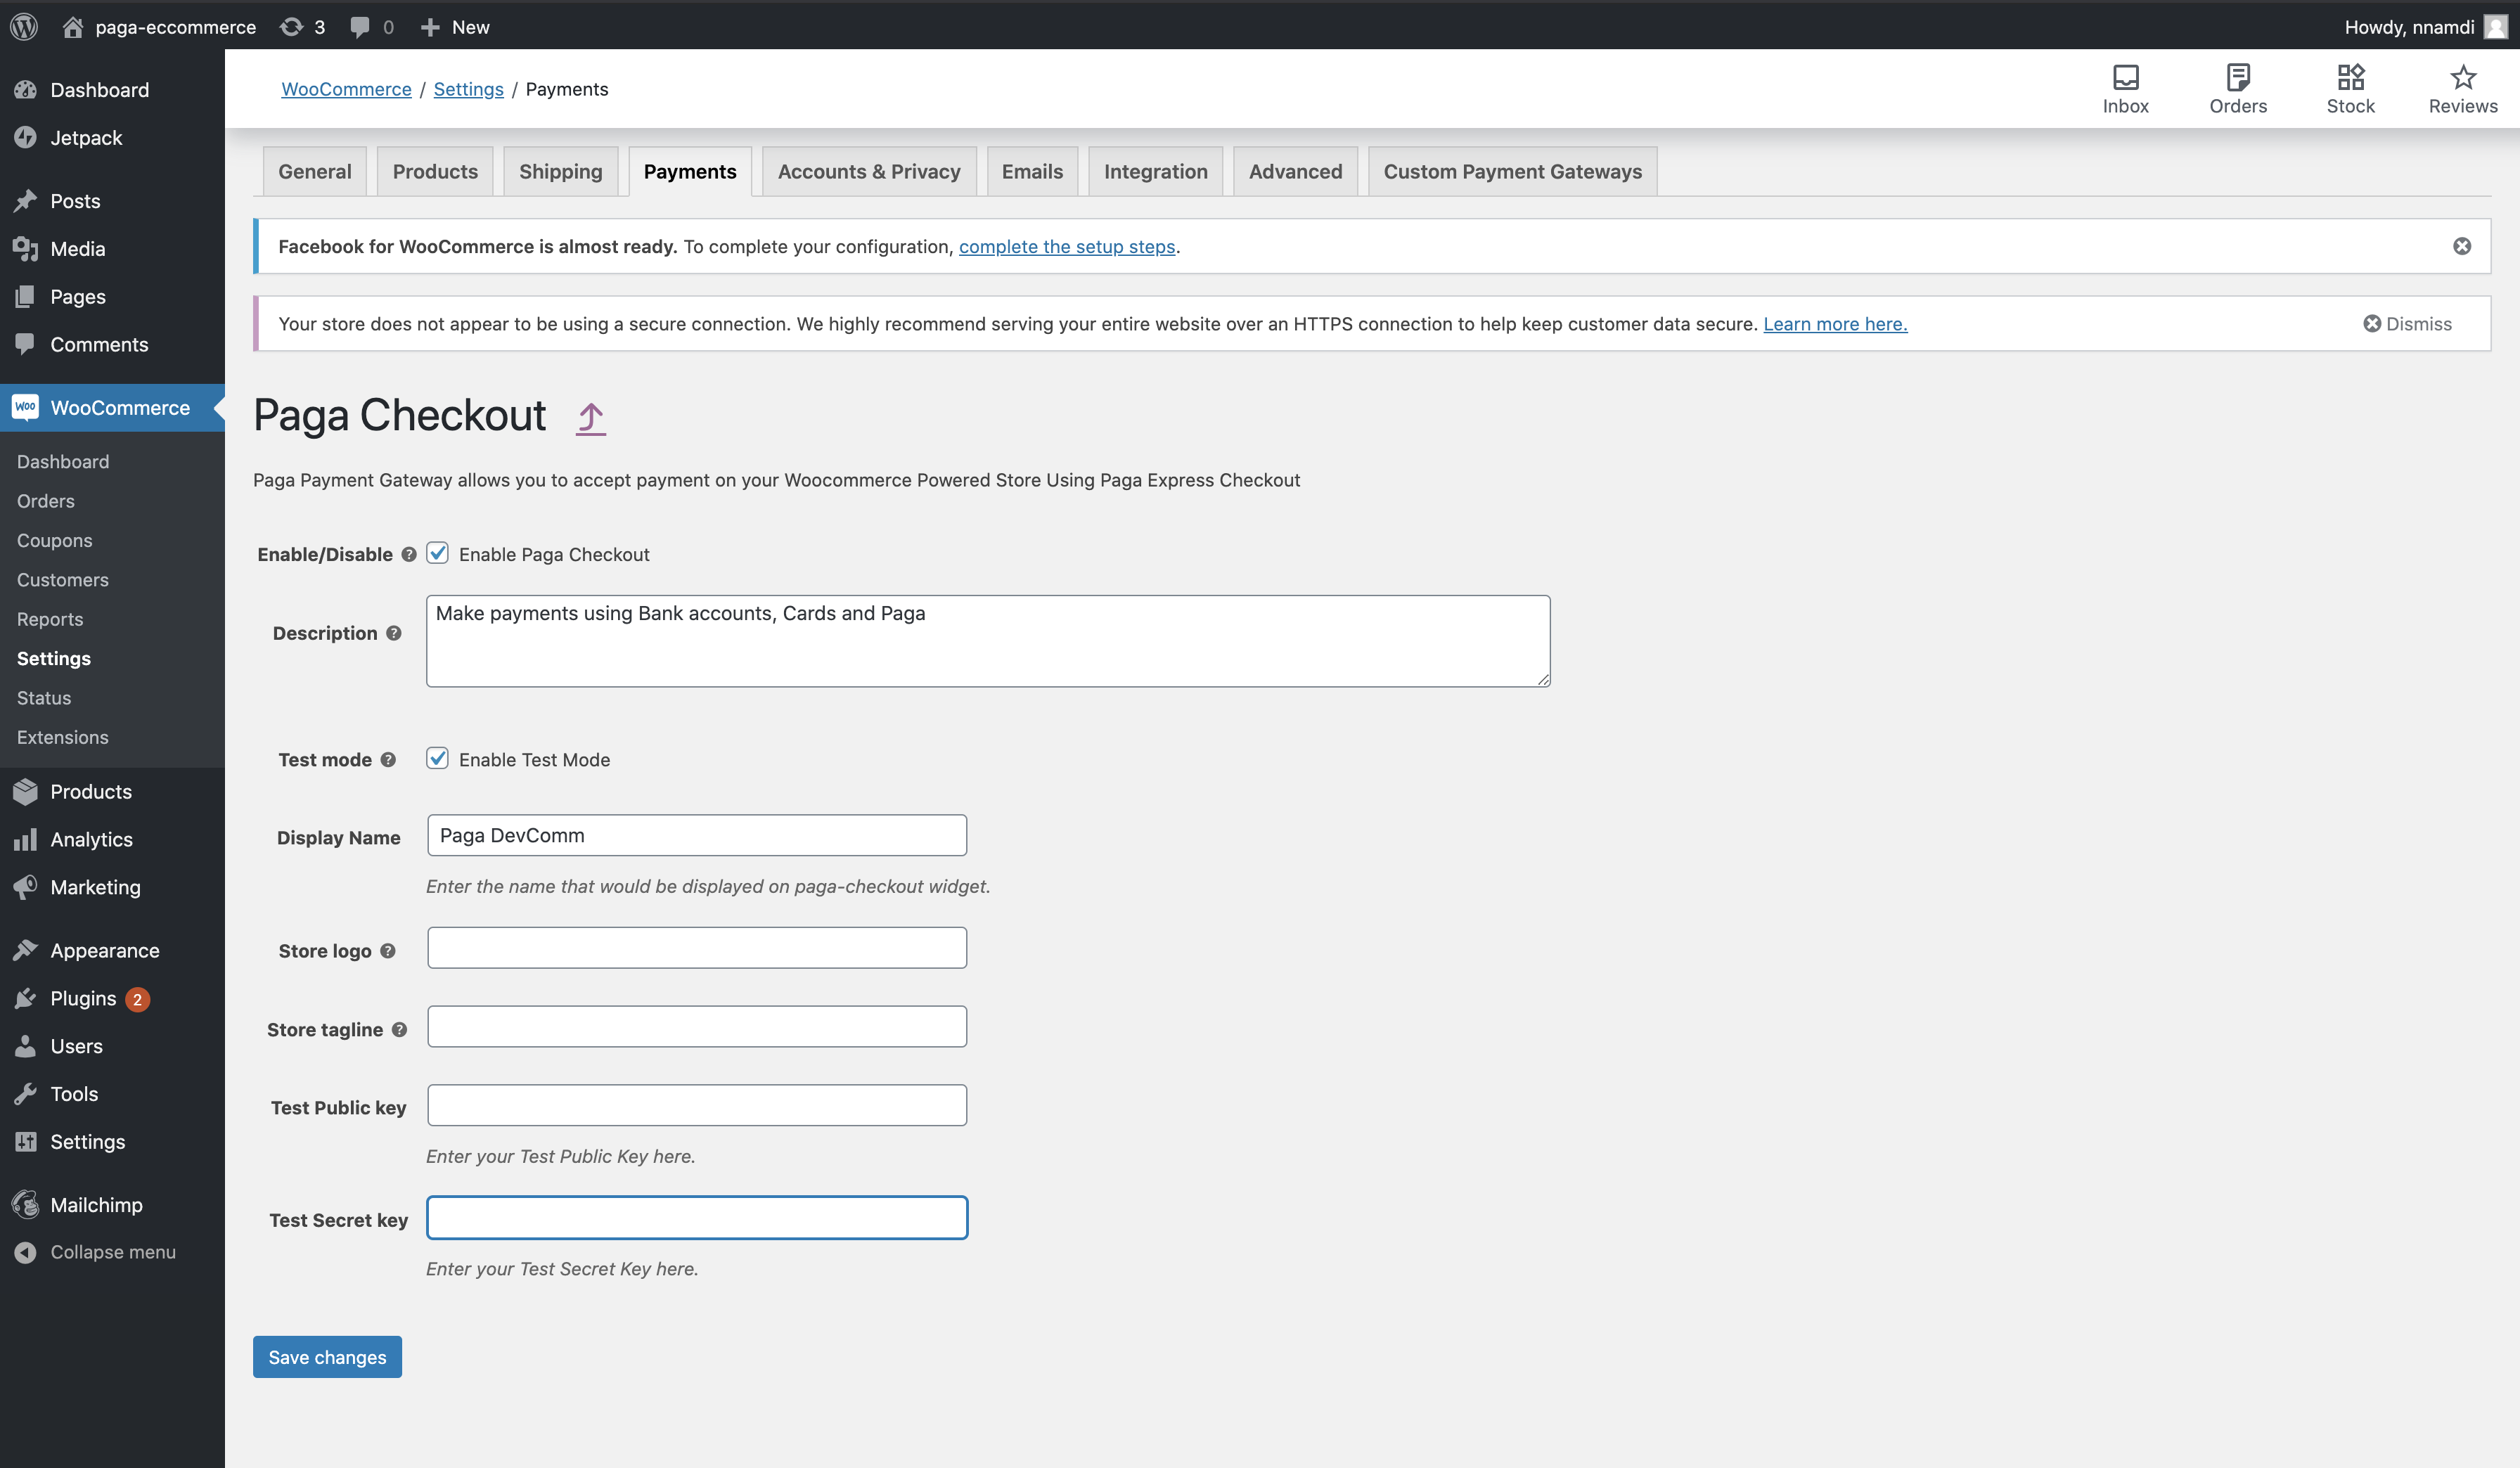 paga-eccommerce 3 0 New Howdy, nnamdi
Dashboard
Jetpack
Posts
Media
Pages
Comments
WooCommerce
Dashboard
Orders
Coupons
Customers
Reports
Settings
Status
Extensions
Products
Analytics
Marketing
Appearance
Plugins 2
Users
Tools
Settings
Mailchimp
Collapse menu
WooCommerce / Settings / Payments
Inbox Orders Stock Reviews
General Products Shipping Payments Accounts & Privacy Emails Integration Advanced Custom Payment Gateways
Facebook for WooCommerce is almost ready. To complete your configuration, complete the setup steps.
Your store does not appear to be using a secure connection. We highly recommend serving your entire website over an HTTPS connection to help keep customer data secure. Learn more here. Dismiss
Paga Checkout
Paga Payment Gateway allows you to accept payment on your Woocommerce Powered Store Using Paga Express Checkout
Enable/Disable Enable Paga Checkout
Description Make payments using Bank accounts, Cards and Paga
Test mode Enable Test Mode
Display Name Paga DevComm
Enter the name that would be displayed on paga-checkout widget.
Store logo
Store tagline
Test Public key
Enter your Test Public Key here.
Test Secret key
Enter your Test Secret Key here.
Save changes